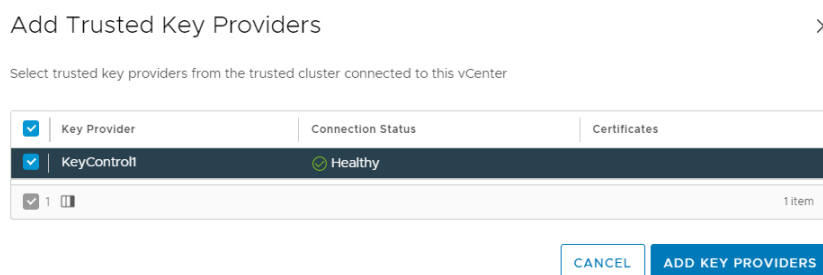 Add Trusted Key Providers
Select trusted key providers from the trusted cluster connected to this vCenter
Key Provider Connection Status Certificates
KeyControl1 Healthy
1 1 item
CANCEL ADD KEY PROVIDERS